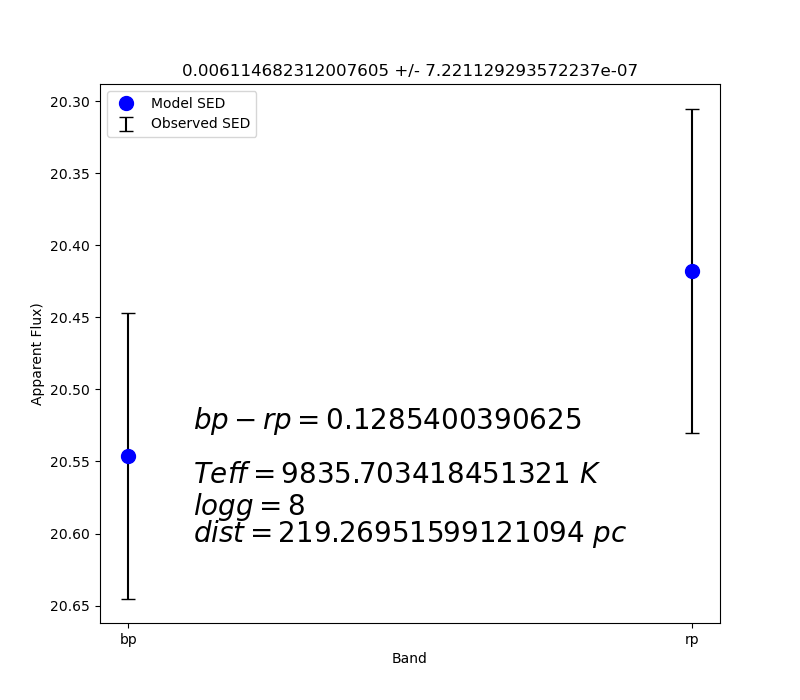 0.006114682312007605 +/- 7.221129293572237e-07
Model SED
Observed SED
20.30
20.35
20.40
20.45
20.50
20.55
20.60
20.65
Apparent Flux)
bp − rp = 0.1285400390625
Teff = 9835.703418451321 K
logg = 8
dist = 219.26951599121094 pc
bp
rp
Band